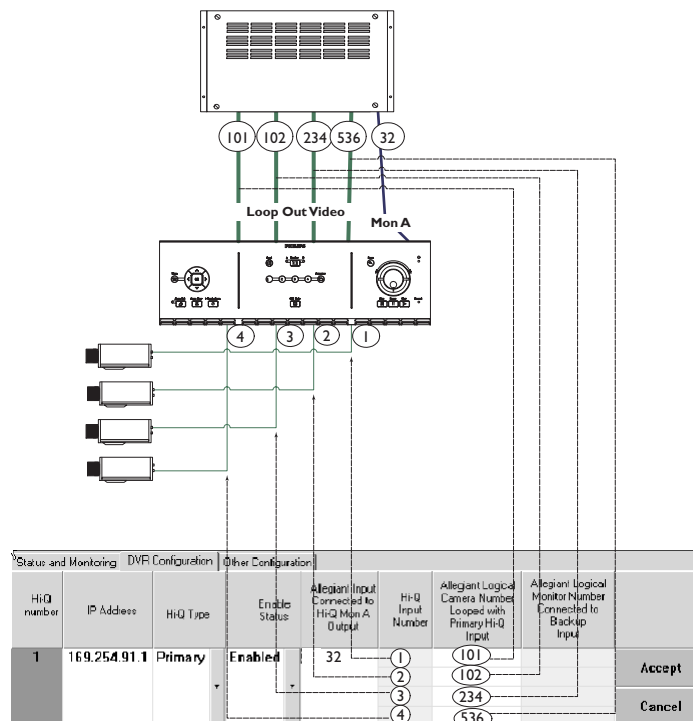 101 102 234 536 32
Loop Out Video
Mon A
PHILIPS
4 3 2 1
Status and Monitoring DVR Configuration Other Configuration
Hi-Q number
IP Address
Hi-Q Type
Enable Status
Allegiant Input Connected to Hi-Q Mon A Output
Hi-Q Input Number
Allegiant Logical Camera Number Looped with Primary Hi-Q Input
Allegiant Logical Monitor Number Connected to Backup Input
1 169.254.91.1 Primary Enabled 32 1 101
2 102
3 234
4 536
Accept
Cancel